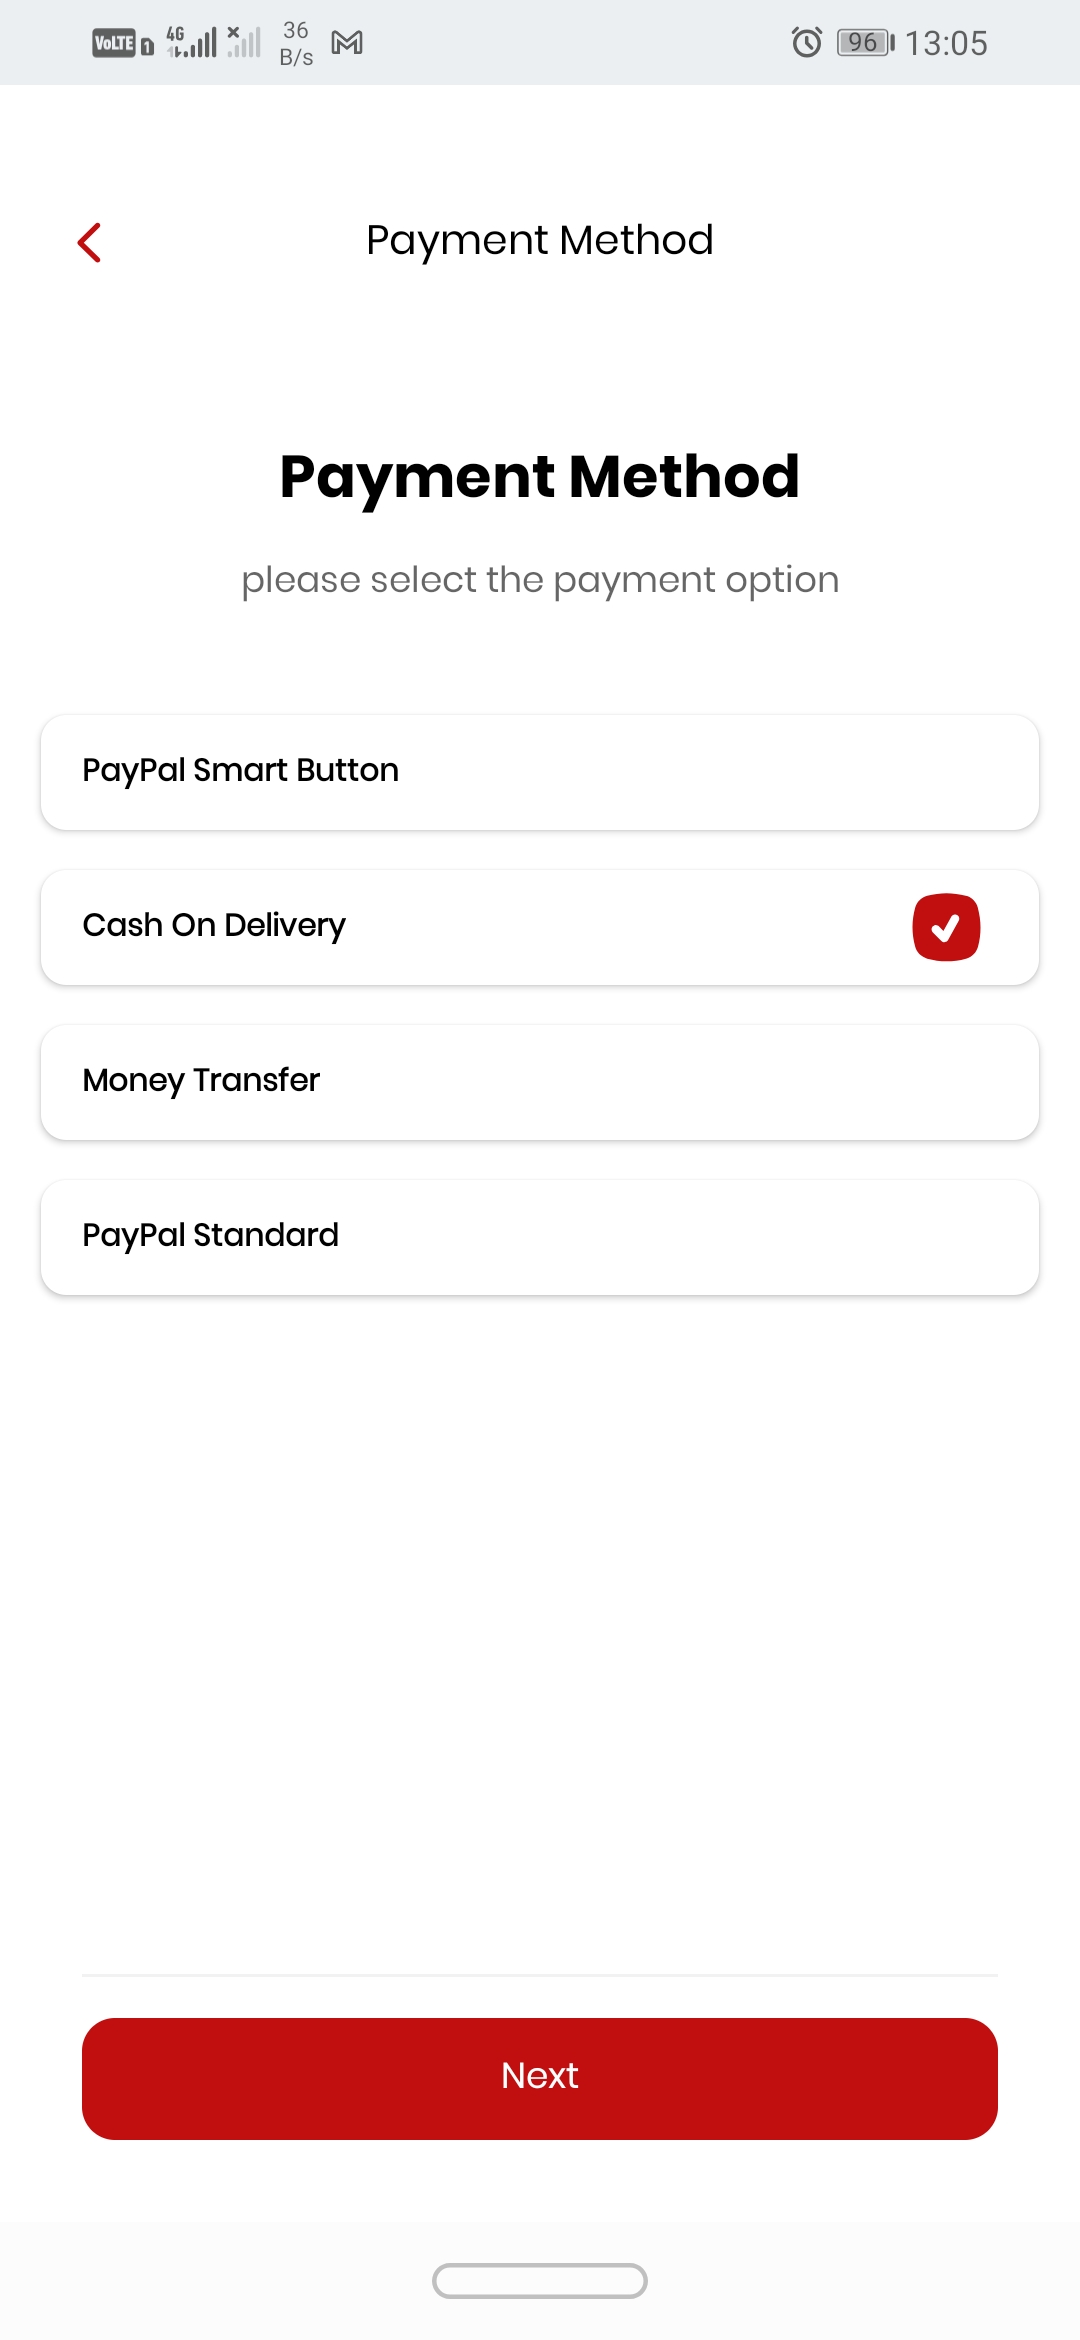 VoLTE 1 4G 36 B/s 96 13:05
Payment Method
Payment Method
please select the payment option
PayPal Smart Button
Cash On Delivery
Money Transfer
PayPal Standard
Next